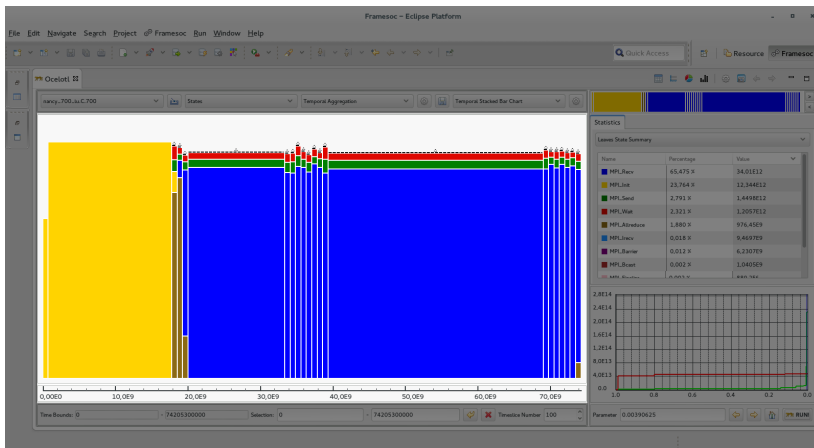 Framesoc – Eclipse Platform
File Edit Navigate Search Project Framesoc Run Window Help
Quick Access
Resource
Framesoc
Ocelotl
nancy_700_iu.C.700
States
Temporal Aggregation
Temporal Stacked Bar Chart
Statistics
Leaves State Summary
Name Percentage Value
MPI_Recv 65,475 % 34,01E12
MPI_Init 23,764 % 12,344E12
MPI_Send 2,791 % 1,4498E12
MPI_Wait 2,321 % 1,2057E12
MPI_Allreduce 1,880 % 976,45E9
MPI_Irecv 0,018 % 9,4697E9
MPI_Barrier 0,012 % 6,2307E9
MPI_Bcast 0,002 % 1,0405E9
2,8E14
2,4E14
2,0E14
1,6E14
1,2E14
8,0E13
4,0E13
0,0
1.0 0.8 0.6 0.4 0.2 0.0
0,00E0 10,0E9 20,0E9 30,0E9 40,0E9 50,0E9 60,0E9 70,0E9
Time Bounds: 0 - 74205300000 Selection: 0 - 74205300000 Timeslice Number 100
Parameter 0.00390625 RUN!